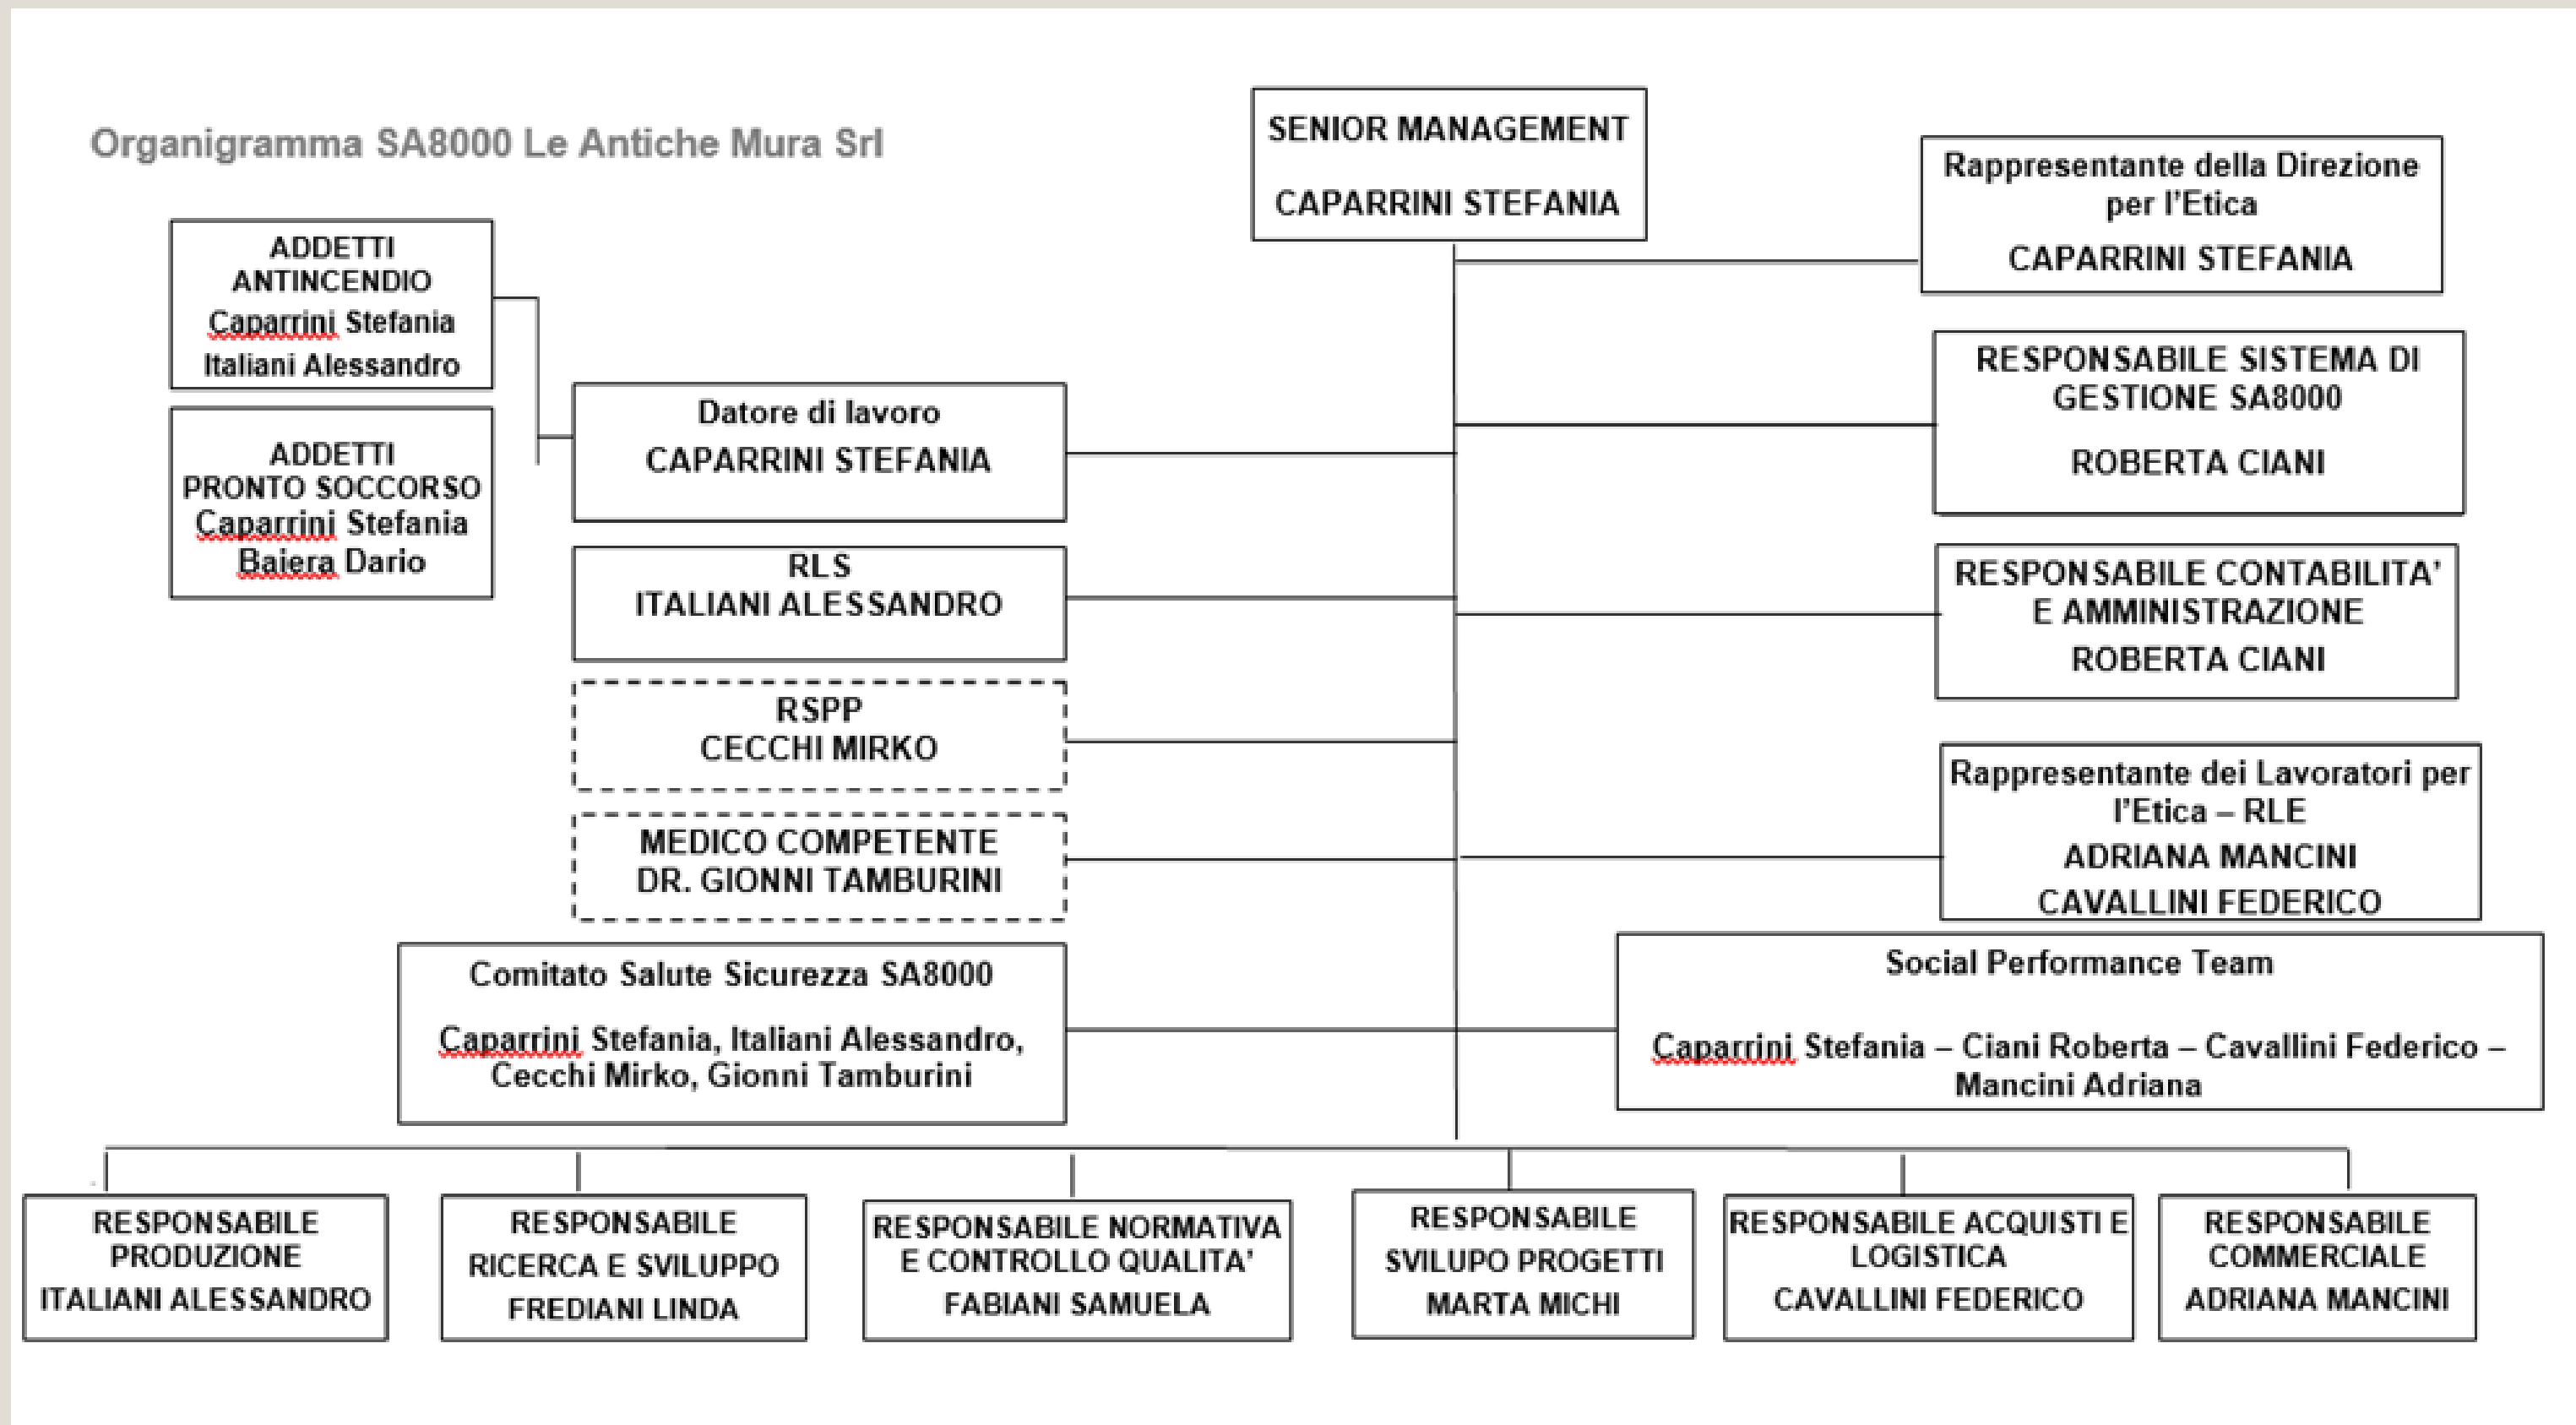 Organigramma SA8000 Le Antiche Mura Srl
SENIOR MANAGEMENT
CAPARRINI STEFANIA
Rappresentante della Direzione
per l'Etica
CAPARRINI STEFANIA
ADDETTI
ANTINCENDIO
Caparrini Stefania
Italiani Alessandro
ADDETTI
PRONTO SOCCORSO
Caparrini Stefania
Baiera Dario
Datore di lavoro
CAPARRINI STEFANIA
RESPONSABILE SISTEMA DI
GESTIONE SA8000
ROBERTA CIANI
RLS
ITALIANI ALESSANDRO
RESPONSABILE CONTABILITA'
E AMMINISTRAZIONE
ROBERTA CIANI
RSPP
CECCHI MIRKO
MEDICO COMPETENTE
DR. GIONNI TAMBURINI
Rappresentante dei Lavoratori per
l'Etica – RLE
ADRIANA MANCINI
CAVALLINI FEDERICO
Comitato Salute Sicurezza SA8000
Caparrini Stefania, Italiani Alessandro,
Cecchi Mirko, Gionni Tamburini
Social Performance Team
Caparrini Stefania – Ciani Roberta – Cavallini Federico –
Mancini Adriana
RESPONSABILE
PRODUZIONE
ITALIANI ALESSANDRO
RESPONSABILE
RICERCA E SVILUPPO
FREDIANI LINDA
RESPONSABILE NORMATIVA
E CONTROLLO QUALITA'
FABIANI SAMUELA
RESPONSABILE
SVILUPO PROGETTI
MARTA MICHI
RESPONSABILE ACQUISTI E
LOGISTICA
CAVALLINI FEDERICO
RESPONSABILE
COMMERCIALE
ADRIANA MANCINI